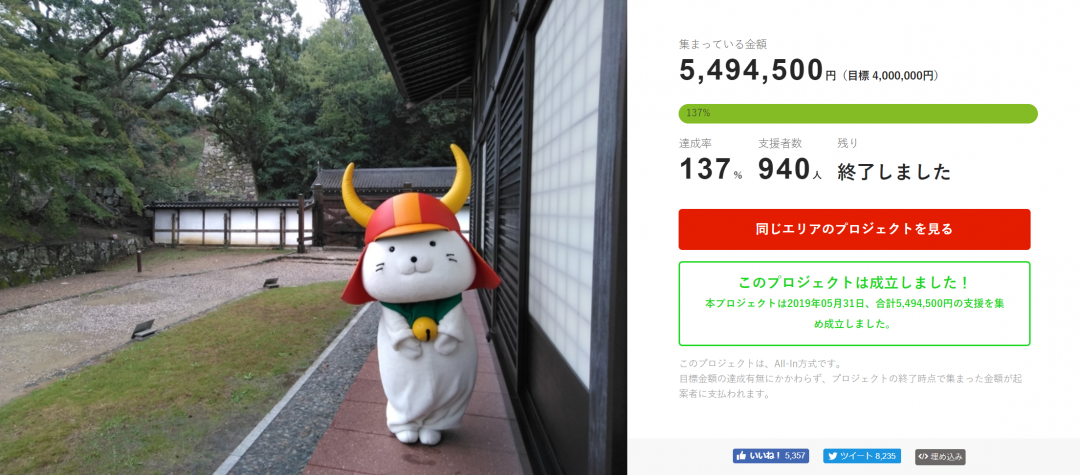 集まっている金額
5,494,500円（目標 4,000,000円）
137%
達成率 支援者数 残り
137% 940人 終了しました
同じエリアのプロジェクトを見る
このプロジェクトは成立しました！
本プロジェクトは2019年05月31日、合計5,494,500円の支援を集
め成立しました。
このプロジェクトは、All-In方式です。
目標金額の達成有無にかかわらず、プロジェクトの終了時点で集まった金額が起
案者に支払われます。
いいね！ 5,357 ツイート 8,235 </> 埋め込み